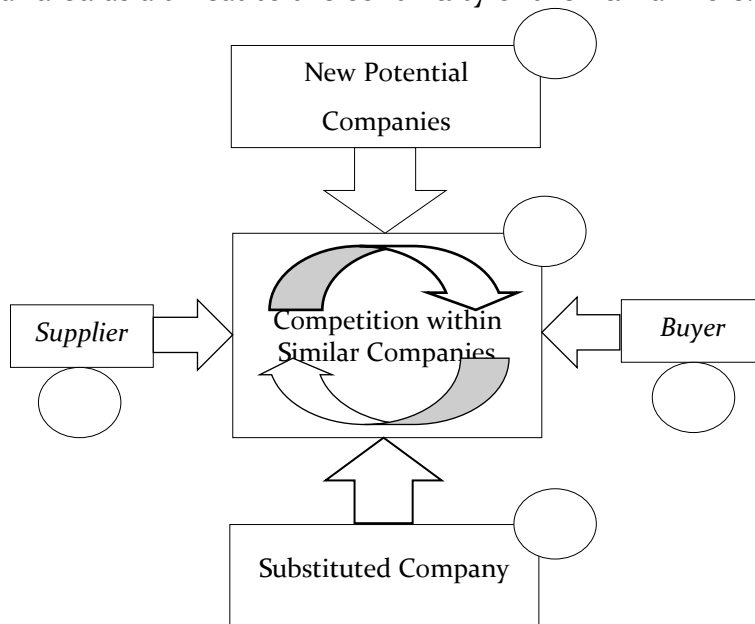 New Potential
Companies
Competition within
Similar Companies
Supplier
Buyer
Substituted Company